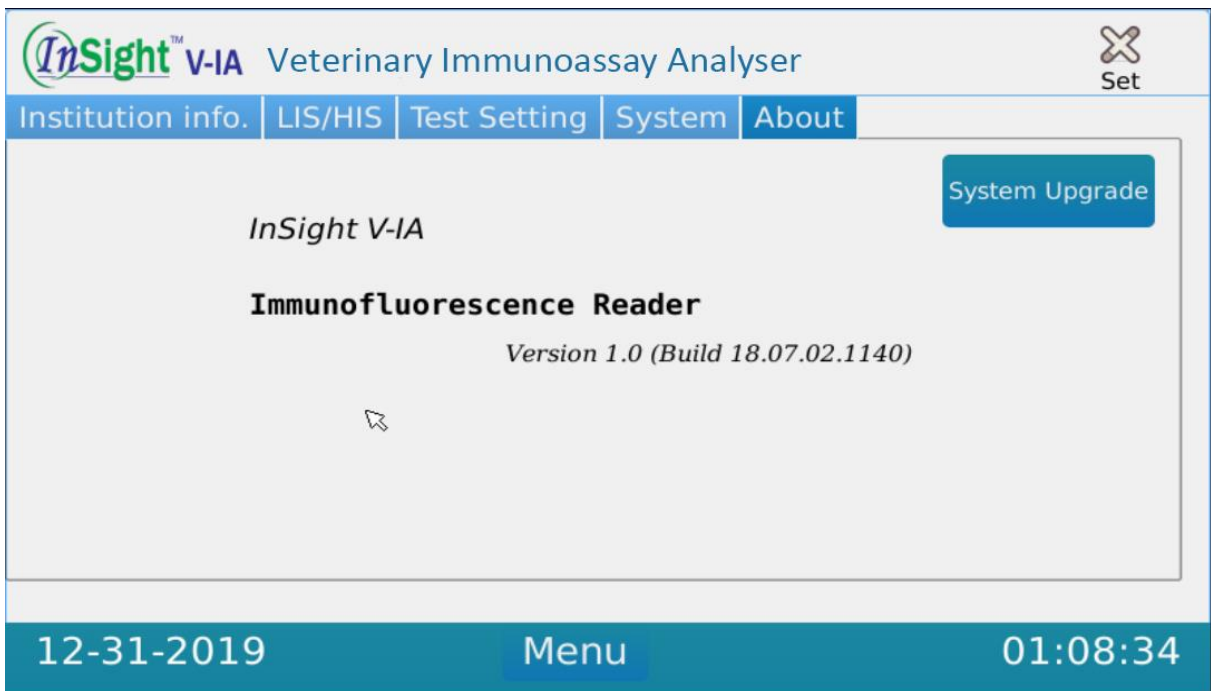 InSight™ V-IA Veterinary Immunoassay Analyser
Set
Institution info. LIS/HIS Test Setting System About
System Upgrade
InSight V-IA
Immunofluorescence Reader
Version 1.0 (Build 18.07.02.1140)
12-31-2019 Menu 01:08:34